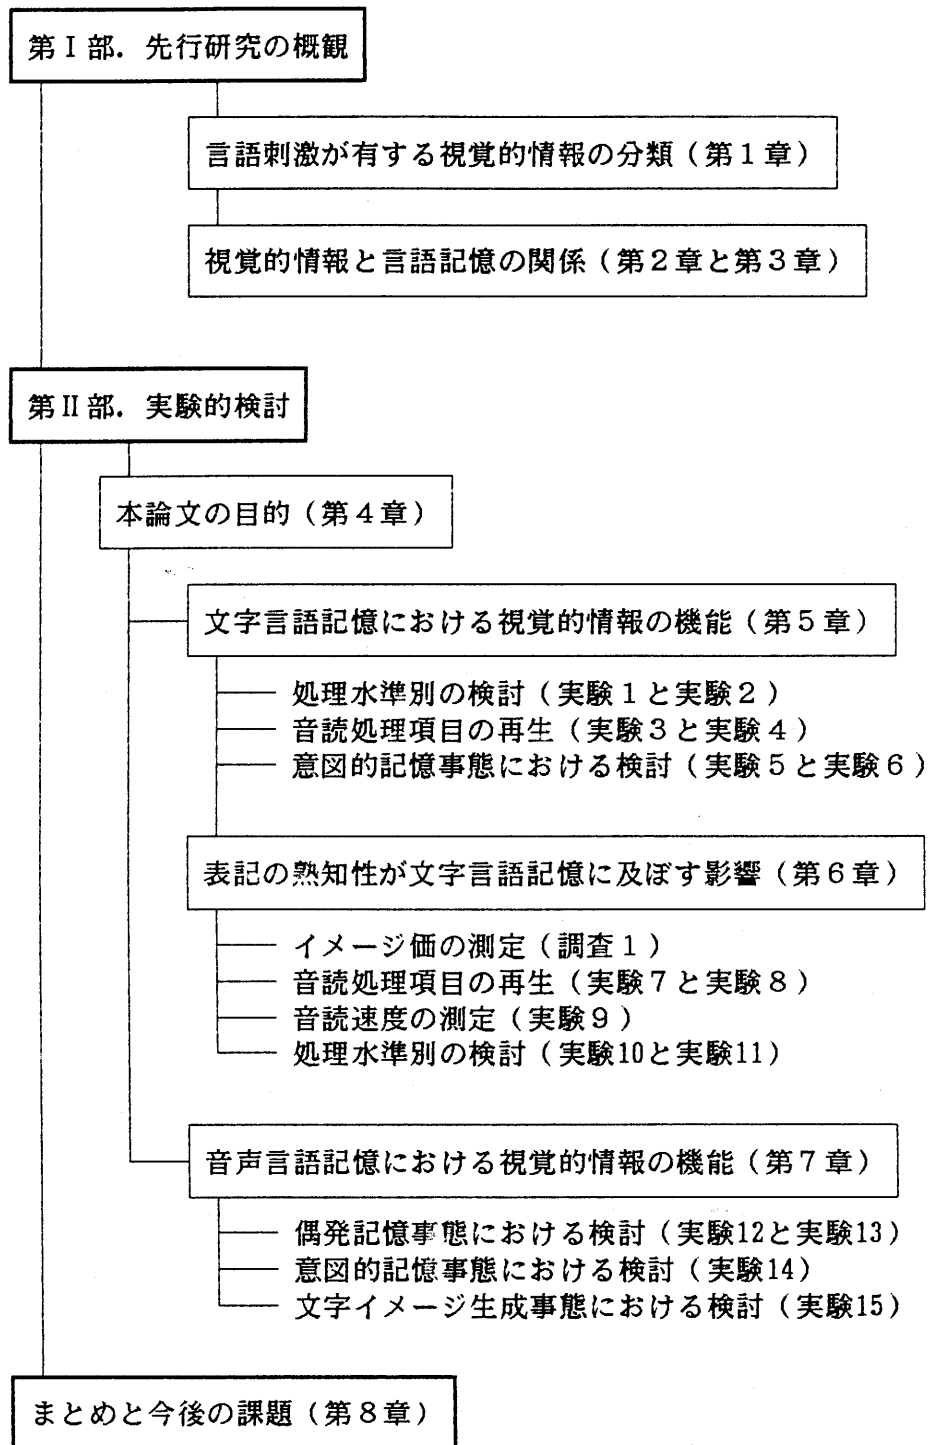 第Ⅰ部．先行研究の概観
言語刺激が有する視覚的情報の分類（第１章）
視覚的情報と言語記憶の関係（第２章と第３章）
第Ⅱ部．実験的検討
本論文の目的（第４章）
文字言語記憶における視覚的情報の機能（第５章）
処理水準別の検討（実験１と実験２）
音読処理項目の再生（実験３と実験４）
意図的記憶事態における検討（実験５と実験６）
表記の熟知性が文字言語記憶に及ぼす影響（第６章）
イメージ価の測定（調査１）
音読処理項目の再生（実験７と実験８）
音読速度の測定（実験９）
処理水準別の検討（実験10と実験11）
音声言語記憶における視覚的情報の機能（第７章）
偶発記憶事態における検討（実験12と実験13）
意図的記憶事態における検討（実験14）
文字イメージ生成事態における検討（実験15）
まとめと今後の課題（第８章）